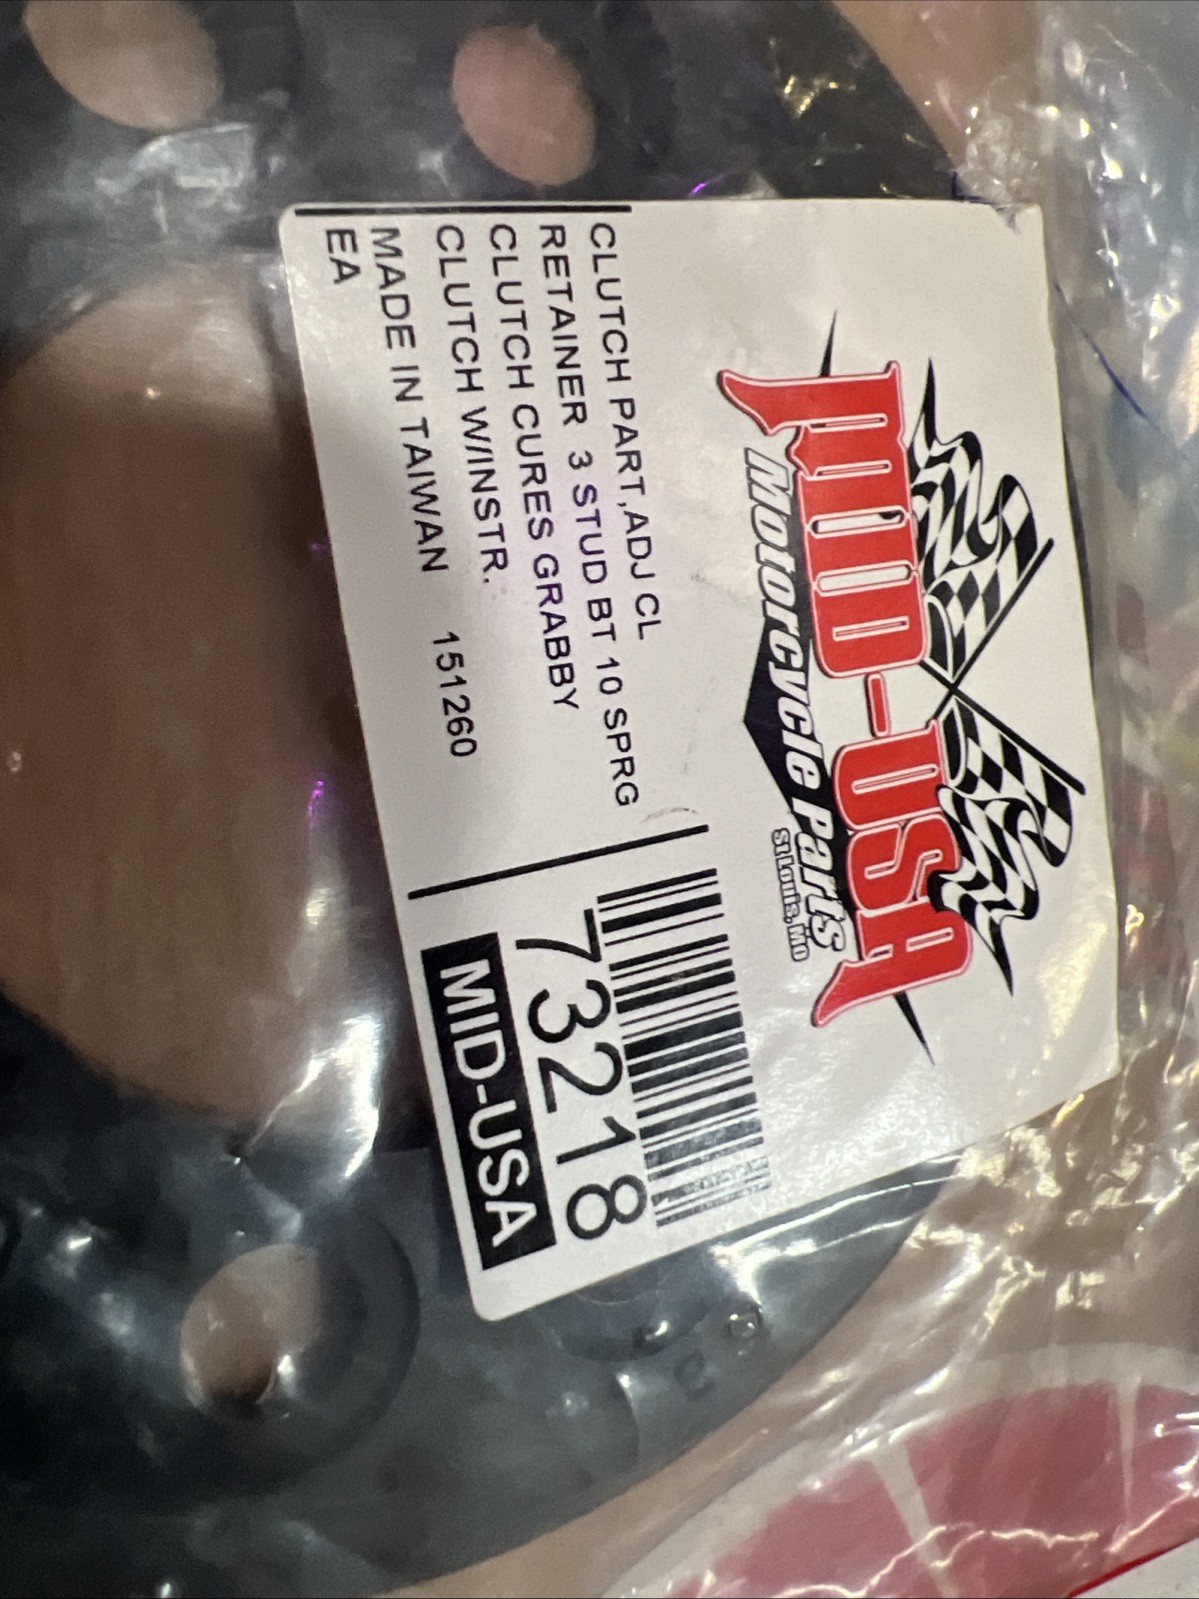 MID-USA
Motorcycle Parts
St Louis, MO
CLUTCH PART,ADJ CL
RETAINER 3 STUD BT 10 SPRG
CLUTCH CURES GRABBY
CLUTCH W/INSTR.
MADE IN TAIWAN 151260
EA
73218
MID-USA